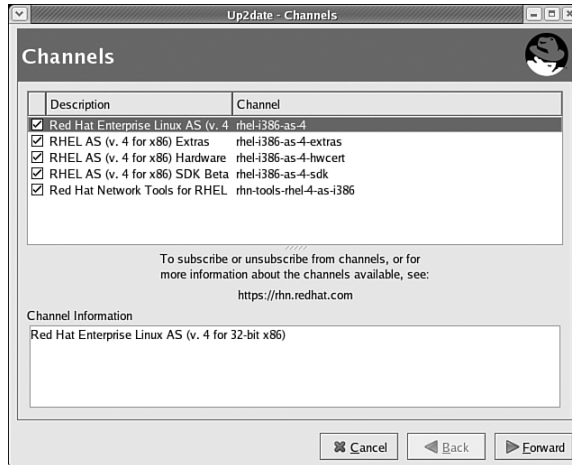 Up2date - Channels
Channels
Description Channel
Red Hat Enterprise Linux AS (v. 4 rhel-i386-as-4
RHEL AS (v. 4 for x86) Extras rhel-i386-as-4-extras
RHEL AS (v. 4 for x86) Hardware rhel-i386-as-4-hwcert
RHEL AS (v. 4 for x86) SDK Beta rhel-i386-as-4-sdk
Red Hat Network Tools for RHEL rhn-tools-rhel-4-as-i386
To subscribe or unsubscribe from channels, or for
more information about the channels available, see:
https://rhn.redhat.com
Channel Information
Red Hat Enterprise Linux AS (v. 4 for 32-bit x86)
Cancel Back Forward